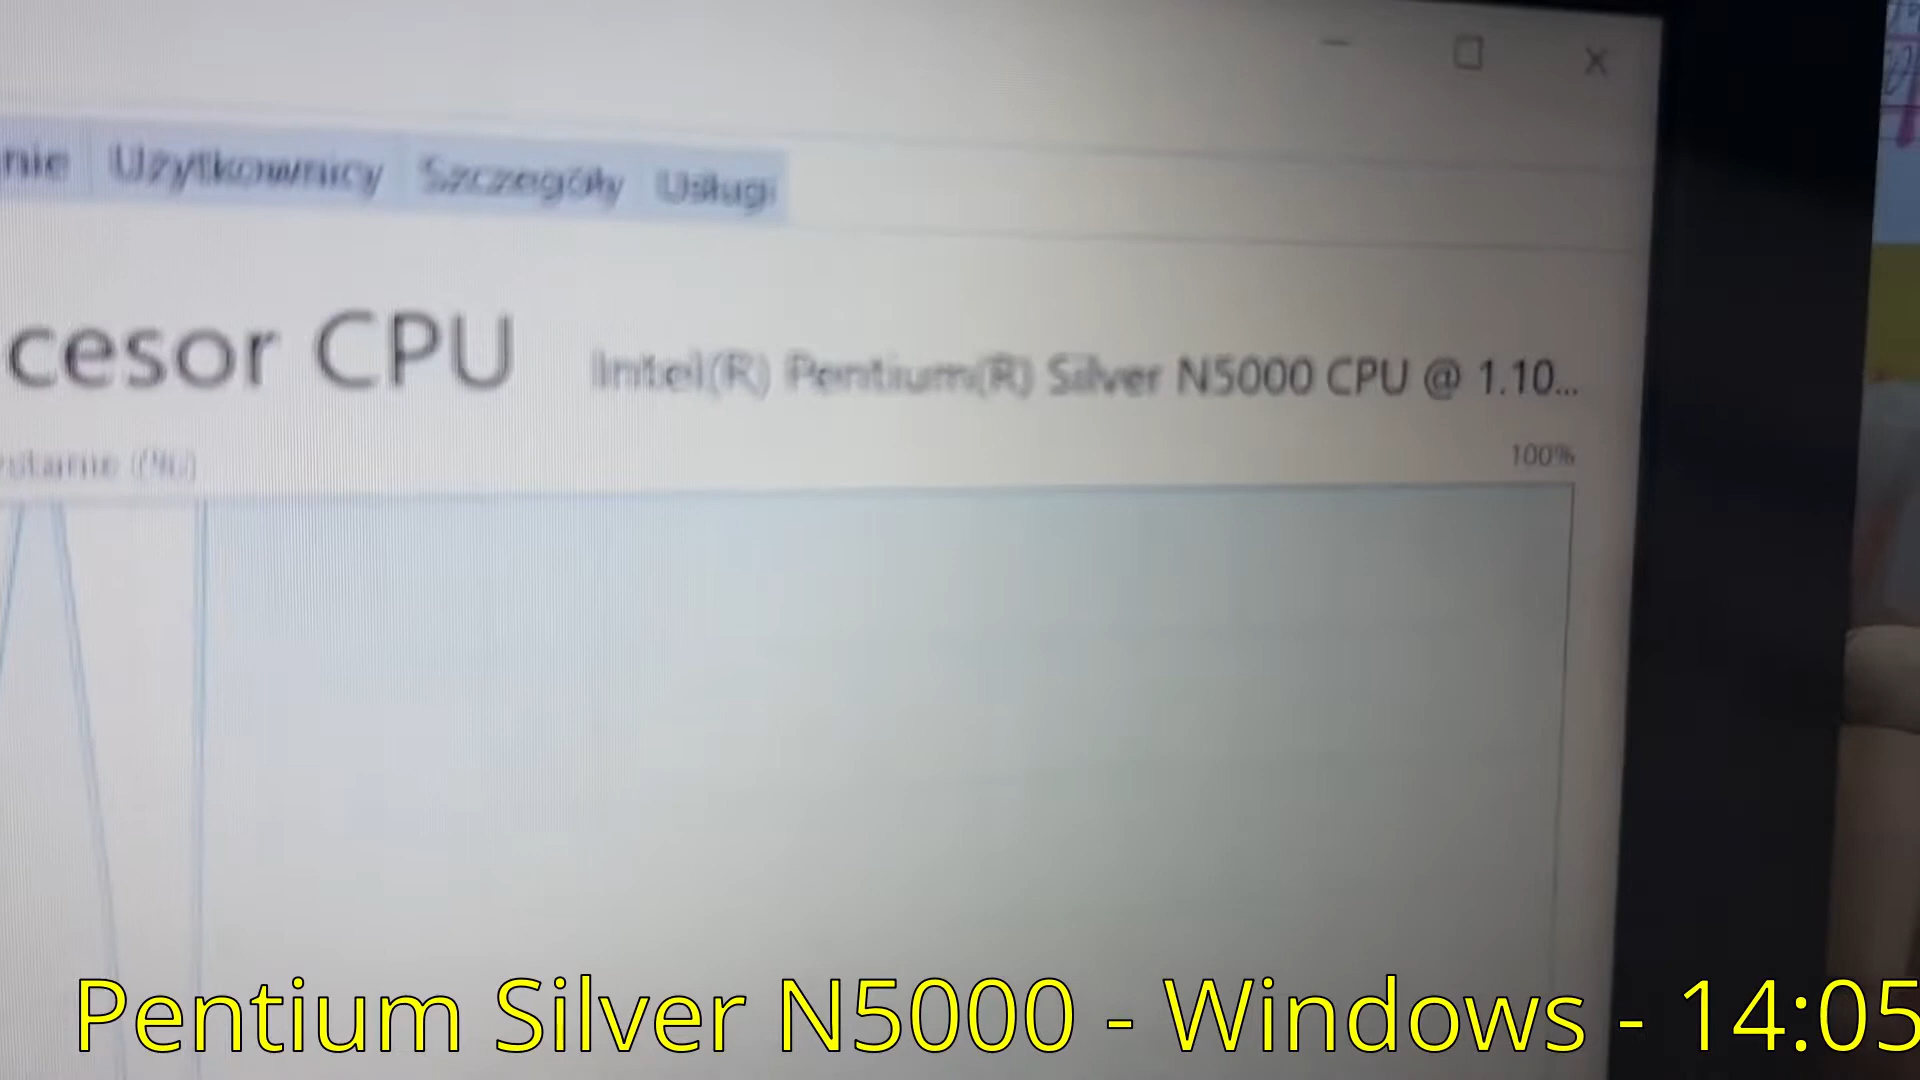 nie Użytkownicy Szczegóły Usługi
cesor CPU Intel(R) Pentium(R) Silver N5000 CPU @ 1.10...
100%
Pentium Silver N5000 - Windows - 14:05